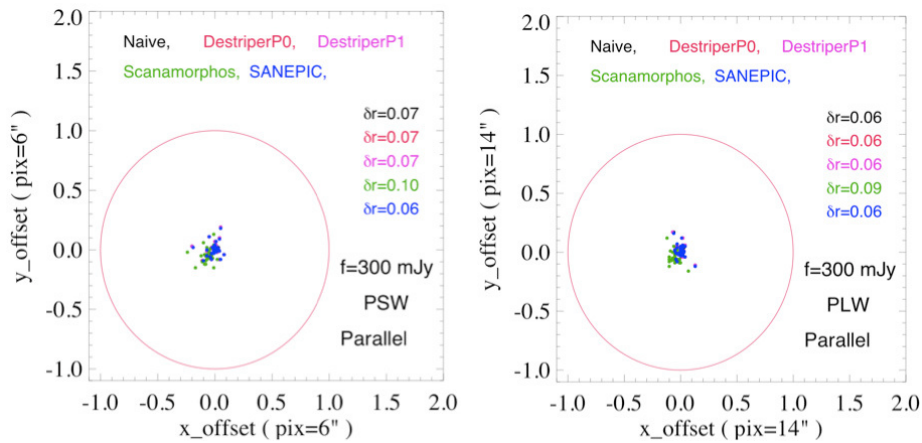 2.0
Naive, DestriperP0, DestriperP1
Scanamorphos, SANEPIC,
1.5
δr=0.07
1.0
δr=0.07
δr=0.07
0.5
δr=0.10
δr=0.06
0.0
f=300 mJy
-0.5
PSW
Parallel
-1.0
y_offset ( pix=6" )
-1.0 -0.5 0.0 0.5 1.0 1.5 2.0
x_offset ( pix=6" )
2.0
Naive, DestriperP0, DestriperP1
Scanamorphos, SANEPIC,
1.5
δr=0.06
1.0
δr=0.06
δr=0.06
0.5
δr=0.09
δr=0.06
0.0
f=300 mJy
-0.5
PLW
Parallel
-1.0
y_offset ( pix=14" )
-1.0 -0.5 0.0 0.5 1.0 1.5 2.0
x_offset ( pix=14" )